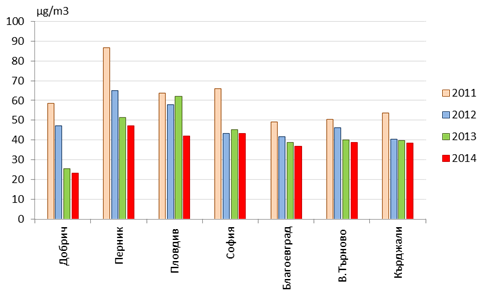 µg/m3
100
90
80
70
60
50
40
30
20
10
0
Добрич
Перник
Пловдив
София
Благоевград
В.Търново
Кърджали
2011
2012
2013
2014